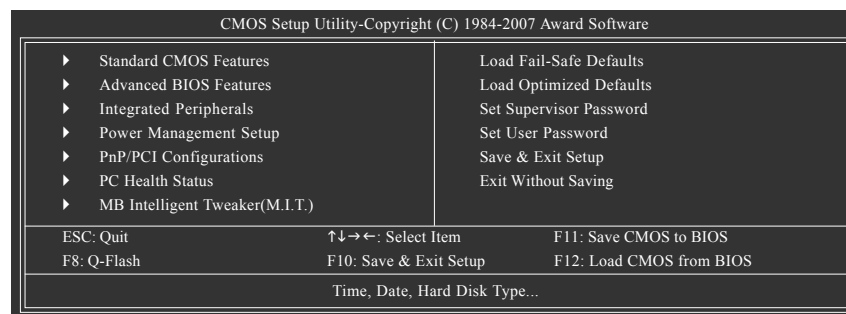 CMOS Setup Utility-Copyright (C) 1984-2007 Award Software
Standard CMOS Features
Advanced BIOS Features
Integrated Peripherals
Power Management Setup
PnP/PCI Configurations
PC Health Status
MB Intelligent Tweaker(M.I.T.)
Load Fail-Safe Defaults
Load Optimized Defaults
Set Supervisor Password
Set User Password
Save & Exit Setup
Exit Without Saving
ESC: Quit ↑↓→←: Select Item F11: Save CMOS to BIOS
F8: Q-Flash F10: Save & Exit Setup F12: Load CMOS from BIOS
Time, Date, Hard Disk Type...